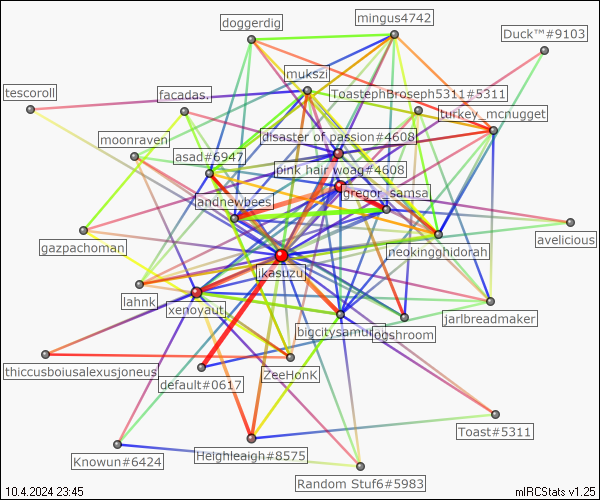 doggerdig
mingus4742
Duck™#9103
mukszi
tescoroll
facadas.
ToastephBroseph5311#5311
turkey_mcnugget
moonraven
disaster of passion#4608
asad#6947
pink hair woag#4608
gregor_samsa
andnewbees
gazpachoman
neokingghidorah
avelicious
ikasuzu
lahnk
xenoyaut
bigcitysamurai
ogshroom
jarlbreadmaker
thiccusboiusalexusjoneus
default#0617
ZeeHonK
Toast#5311
Knowun#6424
Heighleaigh#8575
Random Stuf6#5983
10.4.2024 23:45
mIRCStats v1.25